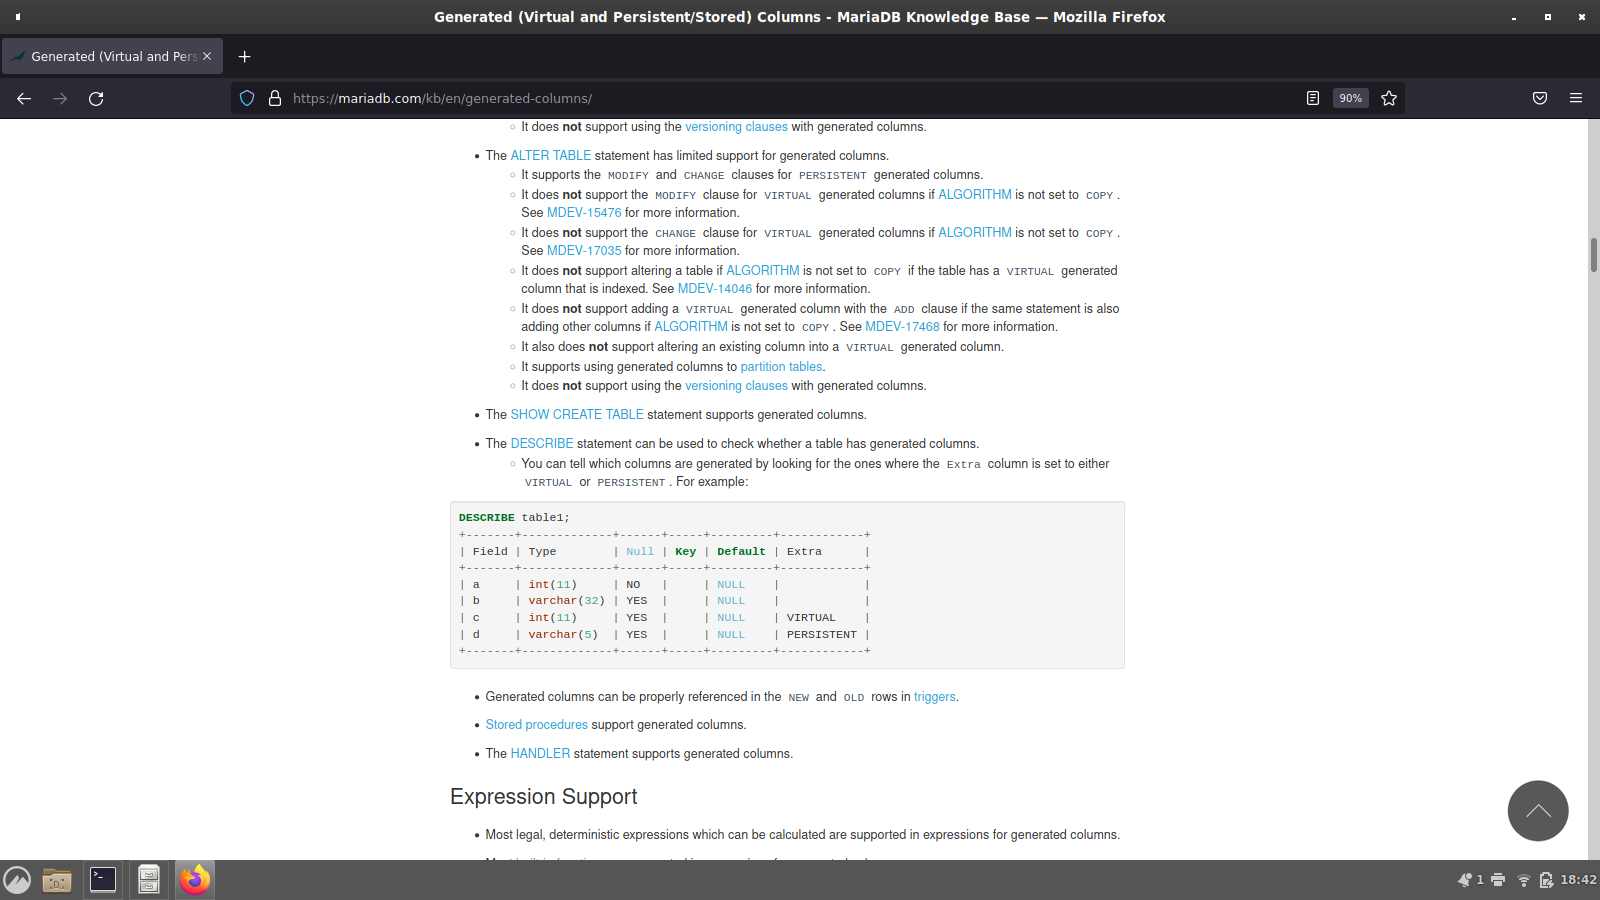 Generated (Virtual and Persistent/Stored) Columns - MariaDB Knowledge Base — Mozilla Firefox
Generated (Virtual and Pers
https://mariadb.com/kb/en/generated-columns/
90%
It does not support using the versioning clauses with generated columns.
The ALTER TABLE statement has limited support for generated columns.
It supports the MODIFY and CHANGE clauses for PERSISTENT generated columns.
It does not support the MODIFY clause for VIRTUAL generated columns if ALGORITHM is not set to COPY .
See MDEV-15476 for more information.
It does not support the CHANGE clause for VIRTUAL generated columns if ALGORITHM is not set to COPY .
See MDEV-17035 for more information.
It does not support altering a table if ALGORITHM is not set to COPY if the table has a VIRTUAL generated
column that is indexed. See MDEV-14046 for more information.
It does not support adding a VIRTUAL generated column with the ADD clause if the same statement is also
adding other columns if ALGORITHM is not set to COPY . See MDEV-17468 for more information.
It also does not support altering an existing column into a VIRTUAL generated column.
It supports using generated columns to partition tables.
It does not support using the versioning clauses with generated columns.
The SHOW CREATE TABLE statement supports generated columns.
The DESCRIBE statement can be used to check whether a table has generated columns.
You can tell which columns are generated by looking for the ones where the Extra column is set to either
VIRTUAL or PERSISTENT . For example:
DESCRIBE table1;
+-------+-------------+------+-----+---------+------------+
| Field | Type        | Null | Key | Default | Extra      |
+-------+-------------+------+-----+---------+------------+
| a     | int(11)     | NO   |     | NULL    |            |
| b     | varchar(32) | YES  |     | NULL    |            |
| c     | int(11)     | YES  |     | NULL    | VIRTUAL    |
| d     | varchar(5)  | YES  |     | NULL    | PERSISTENT |
+-------+-------------+------+-----+---------+------------+
Generated columns can be properly referenced in the NEW and OLD rows in triggers.
Stored procedures support generated columns.
The HANDLER statement supports generated columns.
Expression Support
Most legal, deterministic expressions which can be calculated are supported in expressions for generated columns.
1
18:42